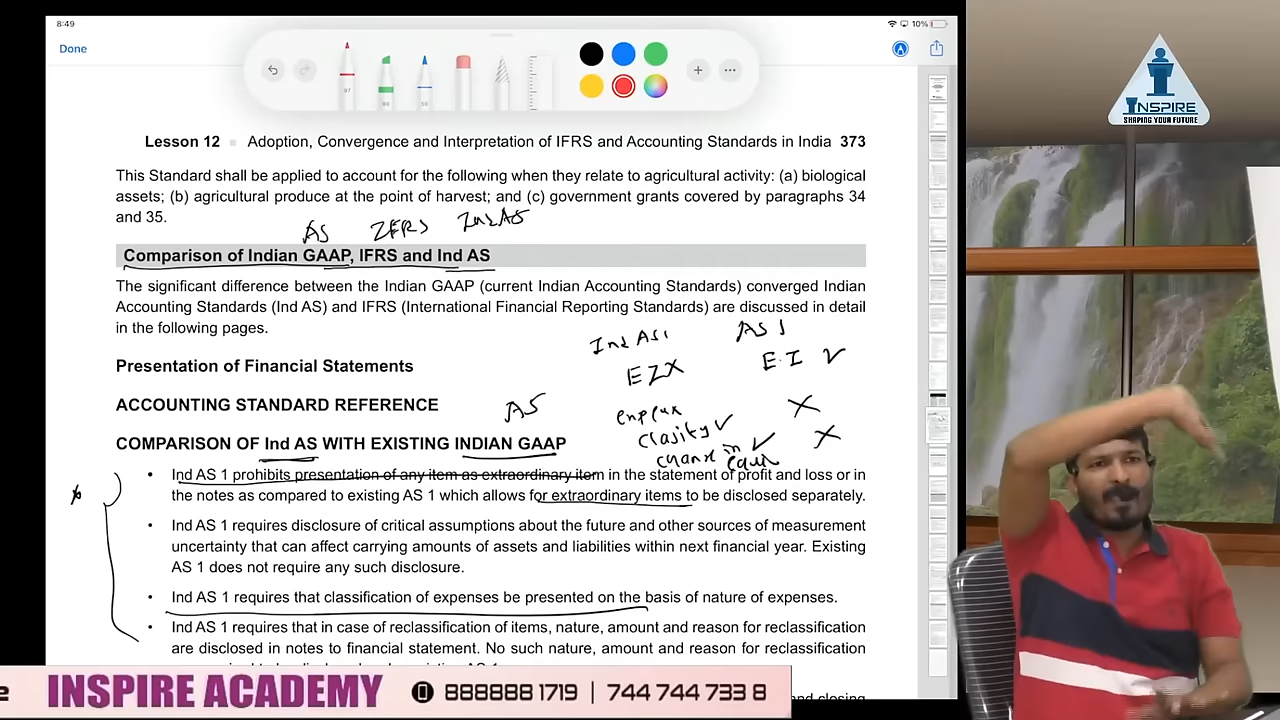 8:49
10%
Done
97
68
50
INSPIRE
SHAPING YOUR FUTURE
Lesson 12 Adoption, Convergence and Interpretation of IFRS and Accounting Standards in India 373
This Standard shall be applied to account for the following when they relate to agricultural activity: (a) biological
assets; (b) agricultural produce at the point of harvest; and (c) government grants covered by paragraphs 34
and 35.
AS IFRS Ind AS
Comparison of Indian GAAP, IFRS and Ind AS
The significant difference between the Indian GAAP (current Indian Accounting Standards) converged Indian
Accounting Standards (Ind AS) and IFRS International Financial Reporting Standards) are discussed in detail
in the following pages.
Ind AS1 AS 1
EI X E.I ✓
Presentation of Financial Statements
ACCOUNTING STANDARD REFERENCE
AS
X
clasify ✓
X
in ✓
COMPARISON OF Ind AS WITH EXISTING INDIAN GAAP
• Ind AS 1 prohibits presentation of any item as extraordinary item in the statement of profit and loss or in
the notes as compared to existing AS 1 which allows for extraordinary items to be disclosed separately.
• Ind AS 1 requires disclosure of critical assumptions about the future and other sources of measurement
uncertainty that can affect carrying amounts of assets and liabilities within next financial year. Existing
AS 1 does not require any such disclosure.
• Ind AS 1 requires that classification of expenses be presented on the basis of nature of expenses.
• Ind AS 1 requires that in case of reclassification of items nature, amount and reason for reclassification
are disclosed in notes to financial statement. No such nature, amount and reason for reclassification
and closing
INSPIRE ACADEMY
744 744 733 8